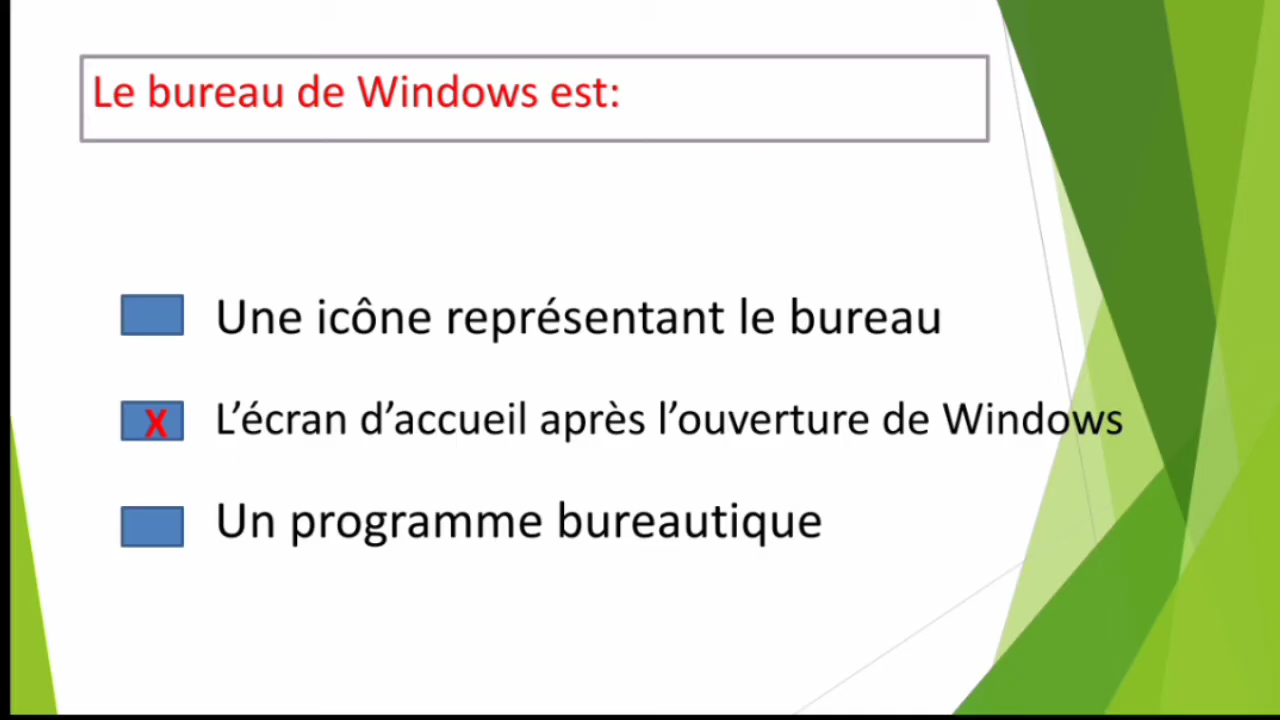 Le bureau de Windows est:
Une icône représentant le bureau
X L’écran d’accueil après l’ouverture de Windows
Un programme bureautique